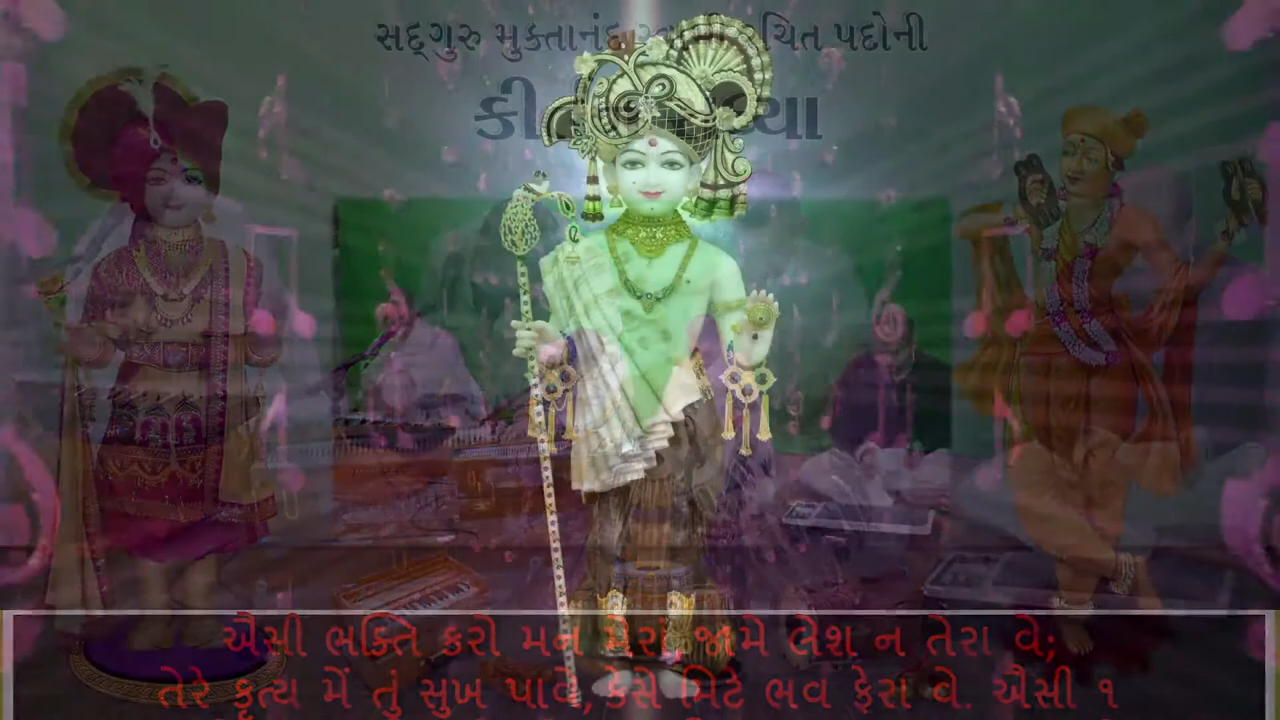 સદ્‌ગુરુ મુક્તાનંદ સ્વામી રચિત પદોની
ઐસી ભક્તિ કરો મન મેરાં, જામે લેશ ન તેરા વે;
તેરે કૃત્ય મેં તું સુખ પાવે, કેસે મિટે ભવ ફેરા વે. ઐસી ૧